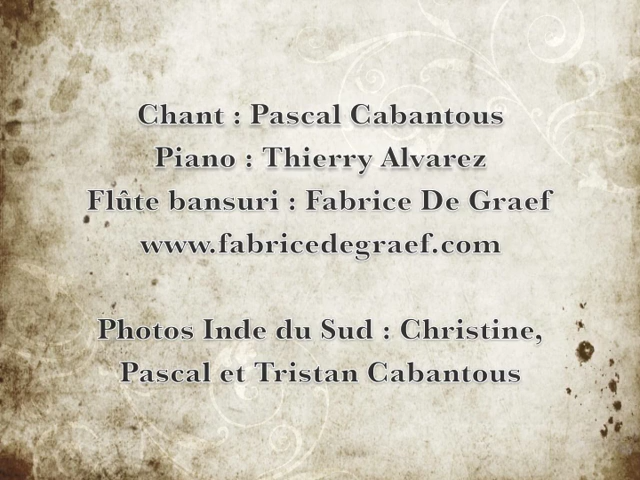 Chant : Pascal Cabantous
Piano : Thierry Alvarez
Flûte bansuri : Fabrice De Graef
www.fabricedegraef.com
Photos Inde du Sud : Christine,
Pascal et Tristan Cabantous